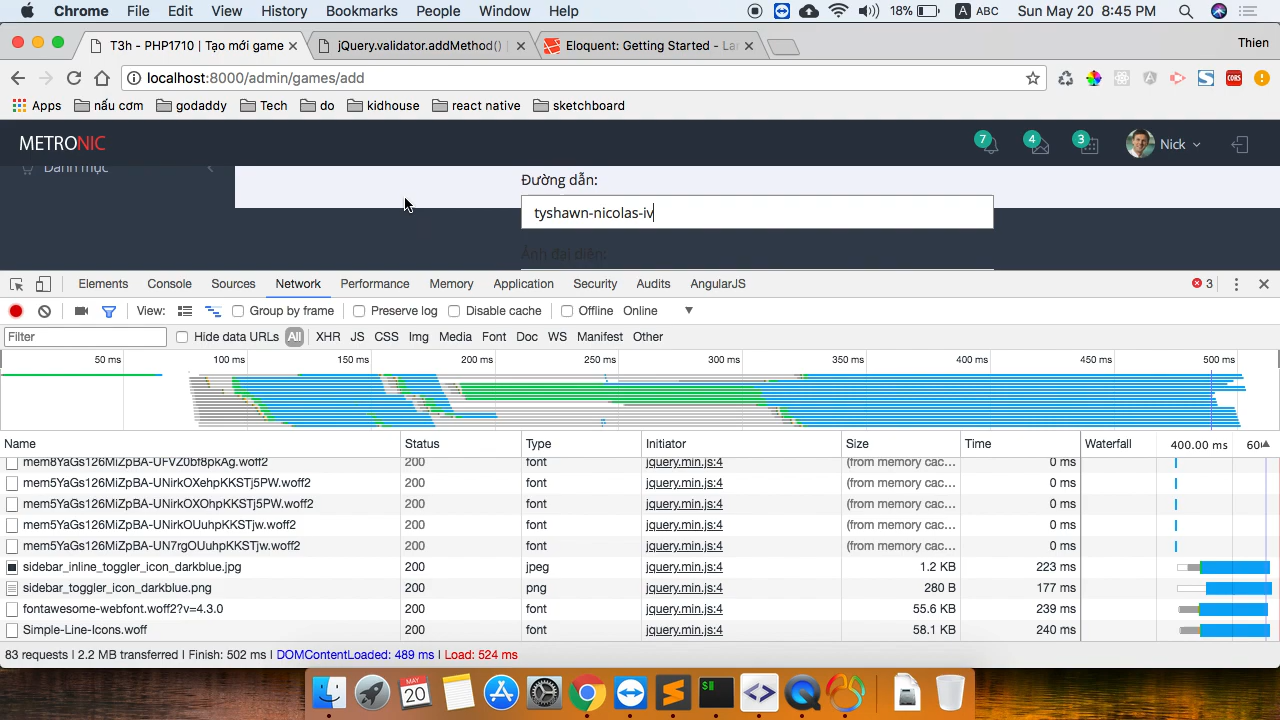 Chrome File Edit View History Bookmarks People Window Help 18% A ABC Sun May 20 8:45 PM
T3h - PHP1710 | Tạo mới game jQuery.validator.addMethod() Eloquent: Getting Started - La Thien
localhost:8000/admin/games/add CORS
Apps nấu cơm godaddy Tech do kidhouse react native sketchboard
METRONIC 7 4 3 Nick
Danh mục
Đường dẫn:
tyshawn-nicolas-iv
Ảnh đại diện:
Elements Console Sources Network Performance Memory Application Security Audits AngularJS 3
View: Group by frame Preserve log Disable cache Offline Online
Filter Hide data URLs All XHR JS CSS Img Media Font Doc WS Manifest Other
50 ms 100 ms 150 ms 200 ms 250 ms 300 ms 350 ms 400 ms 450 ms 500 ms
Name Status Type Initiator Size Time Waterfall 400.00 ms 60
mem8YaGs126MiZpBA-UFVZ0bf8pkAg.woff2 200 font jquery.min.js:4 (from memory cac... 0 ms
mem5YaGs126MiZpBA-UNirkOXehpKKSTj5PW.woff2 200 font jquery.min.js:4 (from memory cac... 0 ms
mem5YaGs126MiZpBA-UNirkOXOhpKKSTj5PW.woff2 200 font jquery.min.js:4 (from memory cac... 0 ms
mem5YaGs126MiZpBA-UNirkOUuhpKKSTjw.woff2 200 font jquery.min.js:4 (from memory cac... 0 ms
mem5YaGs126MiZpBA-UN7rgOUuhpKKSTjw.woff2 200 font jquery.min.js:4 (from memory cac... 0 ms
sidebar_inline_toggler_icon_darkblue.jpg 200 jpeg jquery.min.js:4 1.2 KB 223 ms
sidebar_toggler_icon_darkblue.png 200 png jquery.min.js:4 280 B 177 ms
fontawesome-webfont.woff2?v=4.3.0 200 font jquery.min.js:4 55.6 KB 239 ms
Simple-Line-Icons.woff 200 font jquery.min.js:4 58.1 KB 240 ms
83 requests | 2.2 MB transferred | Finish: 502 ms | DOMContentLoaded: 489 ms | Load: 524 ms
MAY
20